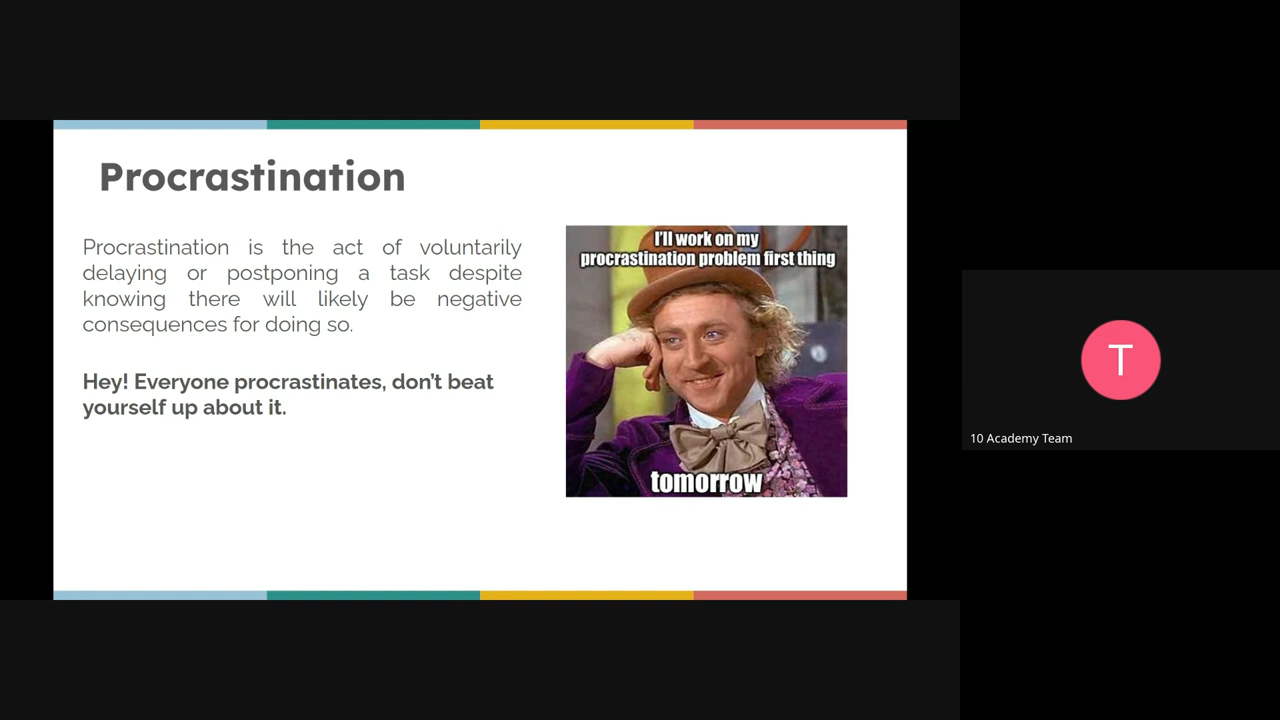 Procrastination
Procrastination is the act of voluntarily
delaying or postponing a task despite
knowing there will likely be negative
consequences for doing so.
Hey! Everyone procrastinates, don't beat
yourself up about it.
I'll work on my
procrastination problem first thing
tomorrow
T
10 Academy Team